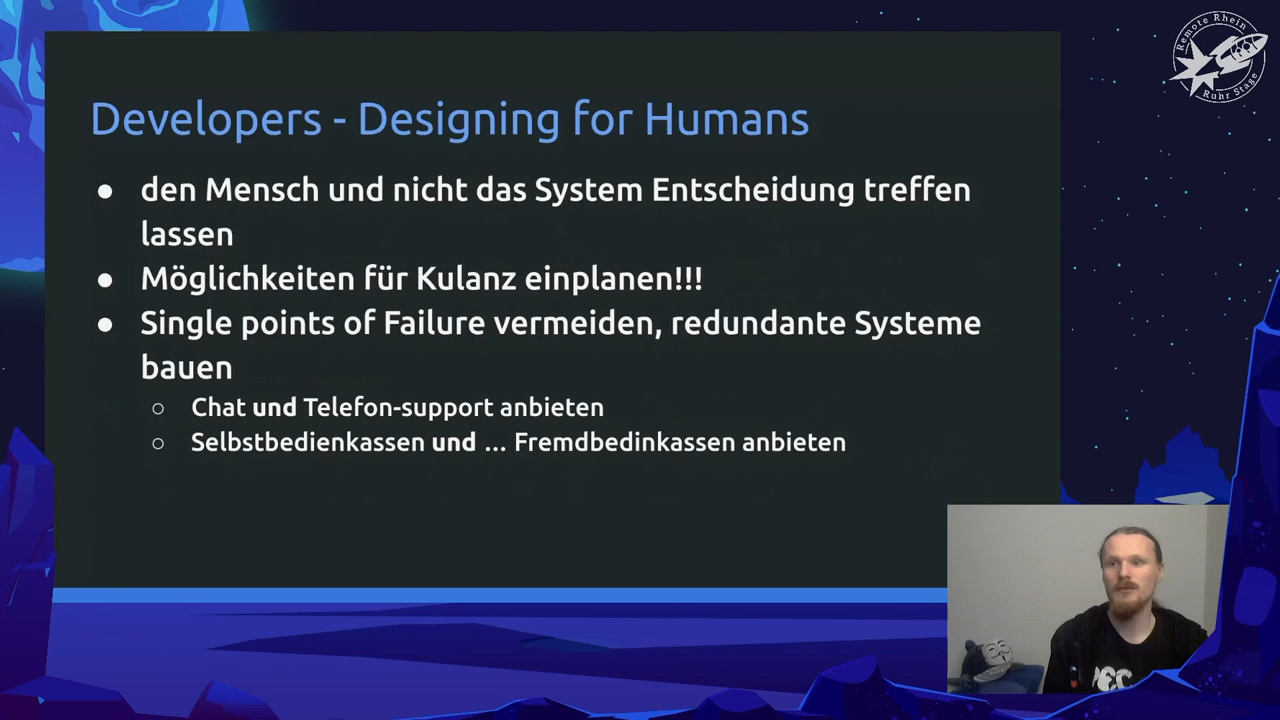 Remote Rhein
Ruhr Stage
Developers - Designing for Humans
● den Mensch und nicht das System Entscheidung treffen
lassen
● Möglichkeiten für Kulanz einplanen!!!
● Single points of Failure vermeiden, redundante Systeme
bauen
○ Chat und Telefon-support anbieten
○ Selbstbedienkassen und ... Fremdbedinkassen anbieten